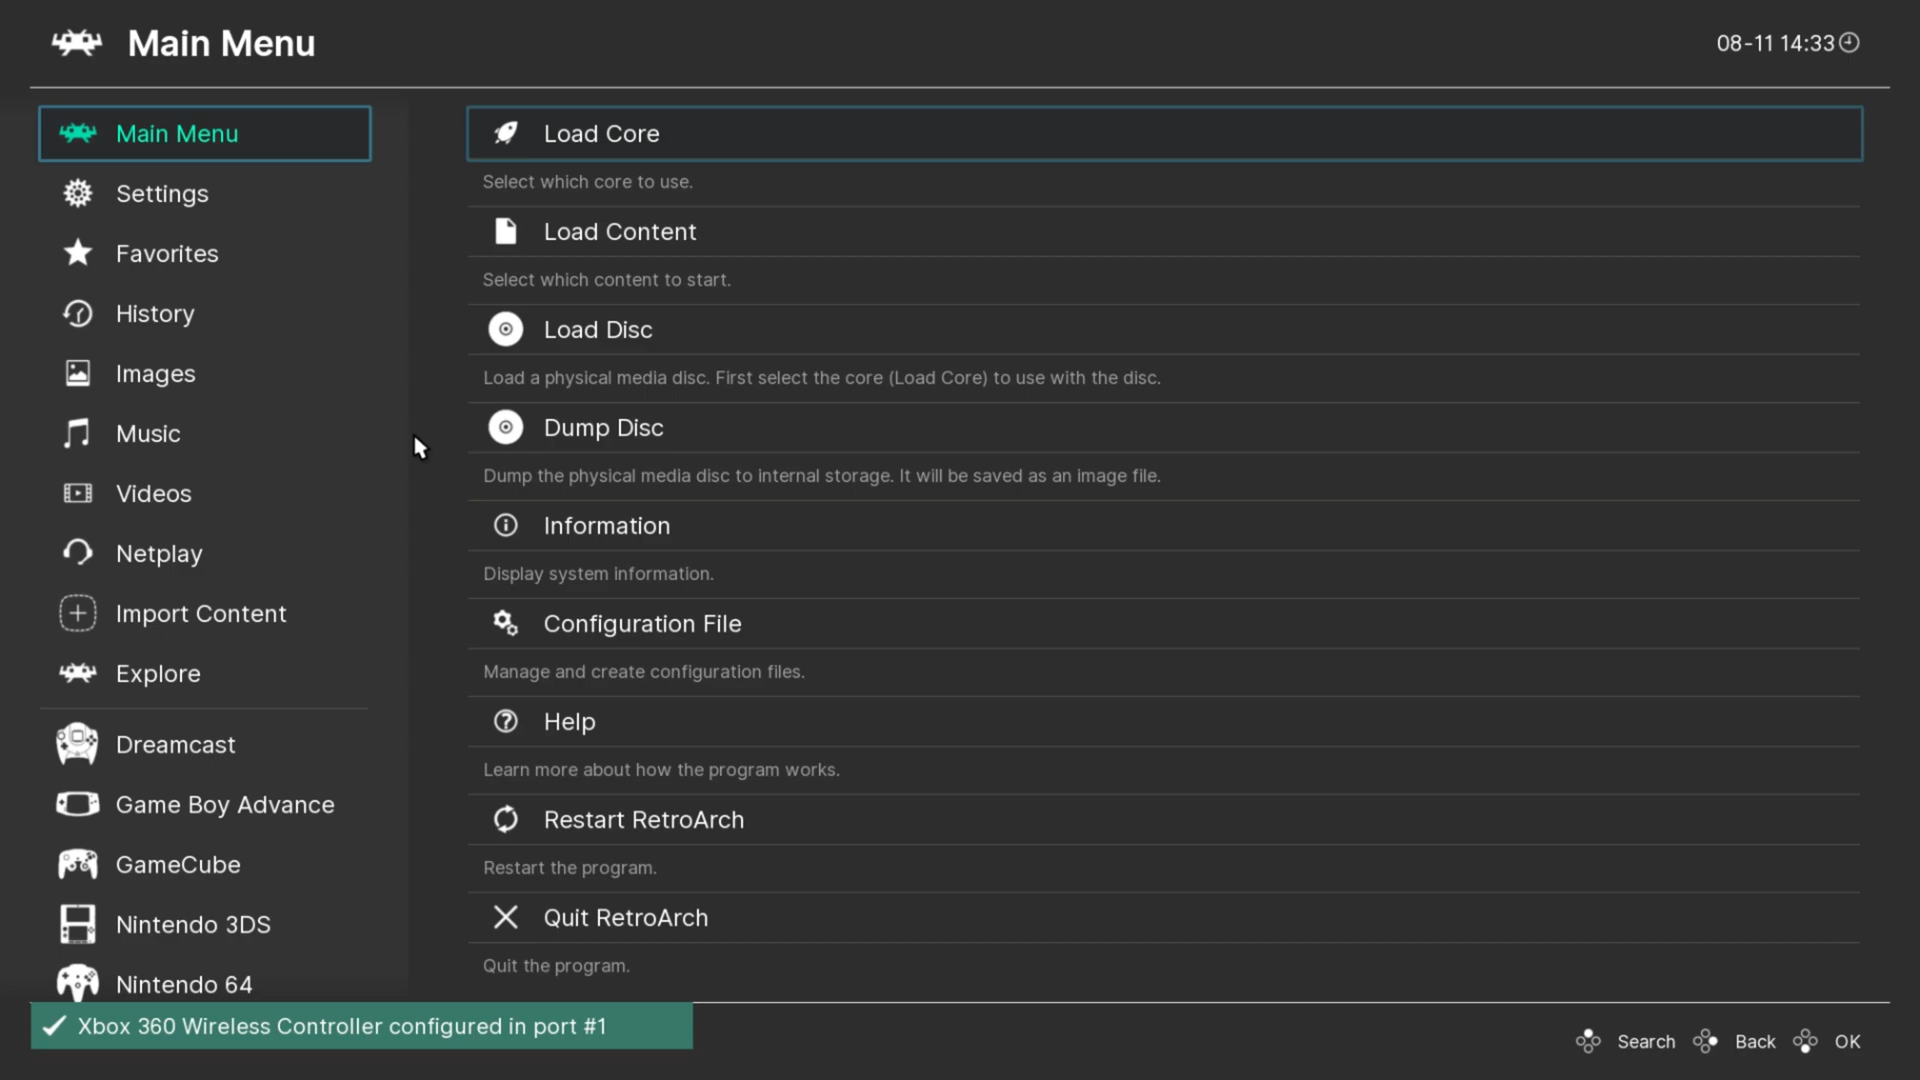 Main Menu
08-11 14:33
Main Menu
Settings
Favorites
History
Images
Music
Videos
Netplay
Import Content
Explore
Dreamcast
Game Boy Advance
GameCube
Nintendo 3DS
Nintendo 64
Load Core
Select which core to use.
Load Content
Select which content to start.
Load Disc
Load a physical media disc. First select the core (Load Core) to use with the disc.
Dump Disc
Dump the physical media disc to internal storage. It will be saved as an image file.
Information
Display system information.
Configuration File
Manage and create configuration files.
Help
Learn more about how the program works.
Restart RetroArch
Restart the program.
Quit RetroArch
Quit the program.
Xbox 360 Wireless Controller configured in port #1
Search Back OK